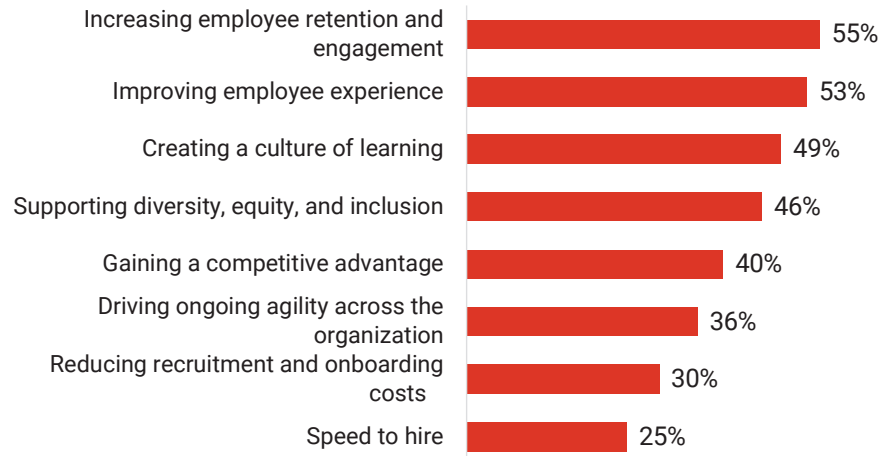 Increasing employee retention and
engagement
55%
Improving employee experience
53%
Creating a culture of learning
49%
Supporting diversity, equity, and inclusion
46%
Gaining a competitive advantage
40%
Driving ongoing agility across the
organization
36%
Reducing recruitment and onboarding
costs
30%
Speed to hire
25%